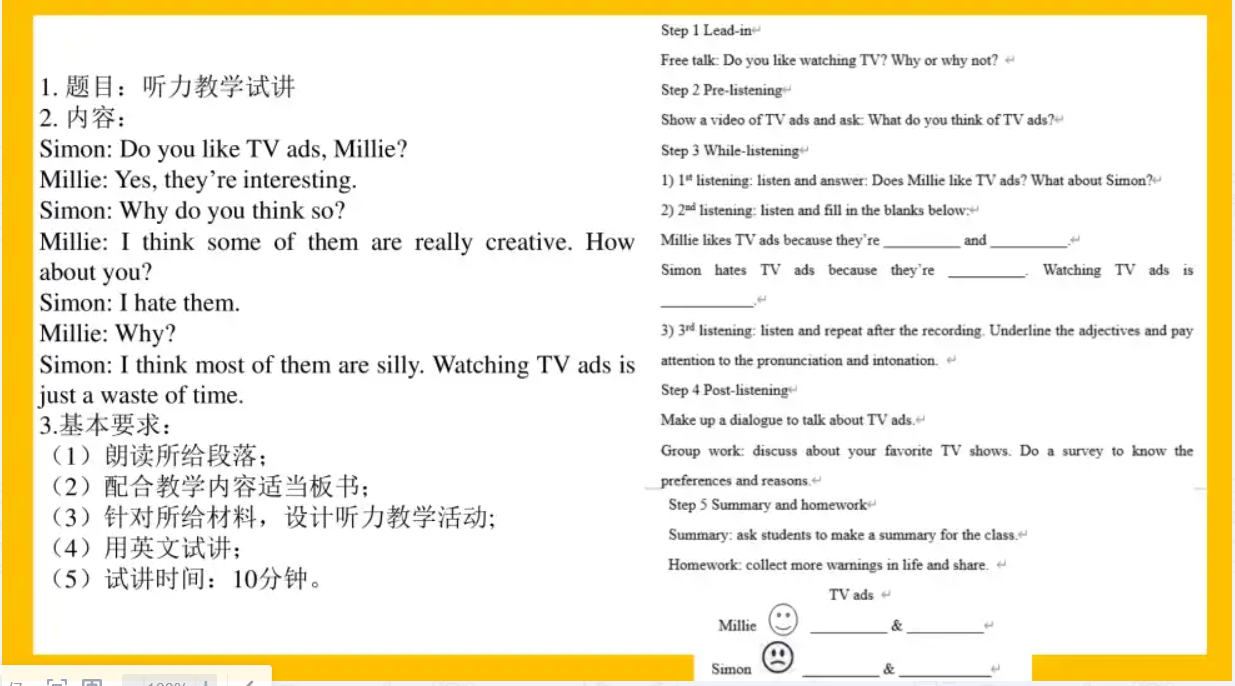 1. 题目：听力教学试讲
2. 内容：
Simon: Do you like TV ads, Millie?
Millie: Yes, they're interesting.
Simon: Why do you think so?
Millie: I think some of them are really creative. How
about you?
Simon: I hate them.
Millie: Why?
Simon: I think most of them are silly. Watching TV ads is
just a waste of time.
3.基本要求：
（1）朗读所给段落；
（2）配合教学内容适当板书；
（3）针对所给材料，设计听力教学活动;
（4）用英文试讲；
（5）试讲时间：10分钟。
Step 1 Lead-in
Free talk: Do you like watching TV? Why or why not?
Step 2 Pre-listening
Show a video of TV ads and ask: What do you think of TV ads?
Step 3 While-listening
1) 1st listening: listen and answer: Does Millie like TV ads? What about Simon?
2) 2nd listening: listen and fill in the blanks below:
Millie likes TV ads because they're __________ and __________.
Simon hates TV ads because they're __________. Watching TV ads is
____________.
3) 3rd listening: listen and repeat after the recording. Underline the adjectives and pay
attention to the pronunciation and intonation.
Step 4 Post-listening
Make up a dialogue to talk about TV ads.
Group work: discuss about your favorite TV shows. Do a survey to know the
preferences and reasons.
Step 5 Summary and homework
Summary: ask students to make a summary for the class.
Homework: collect more warnings in life and share.
TV ads
Millie __________ & __________
Simon __________ & ____________